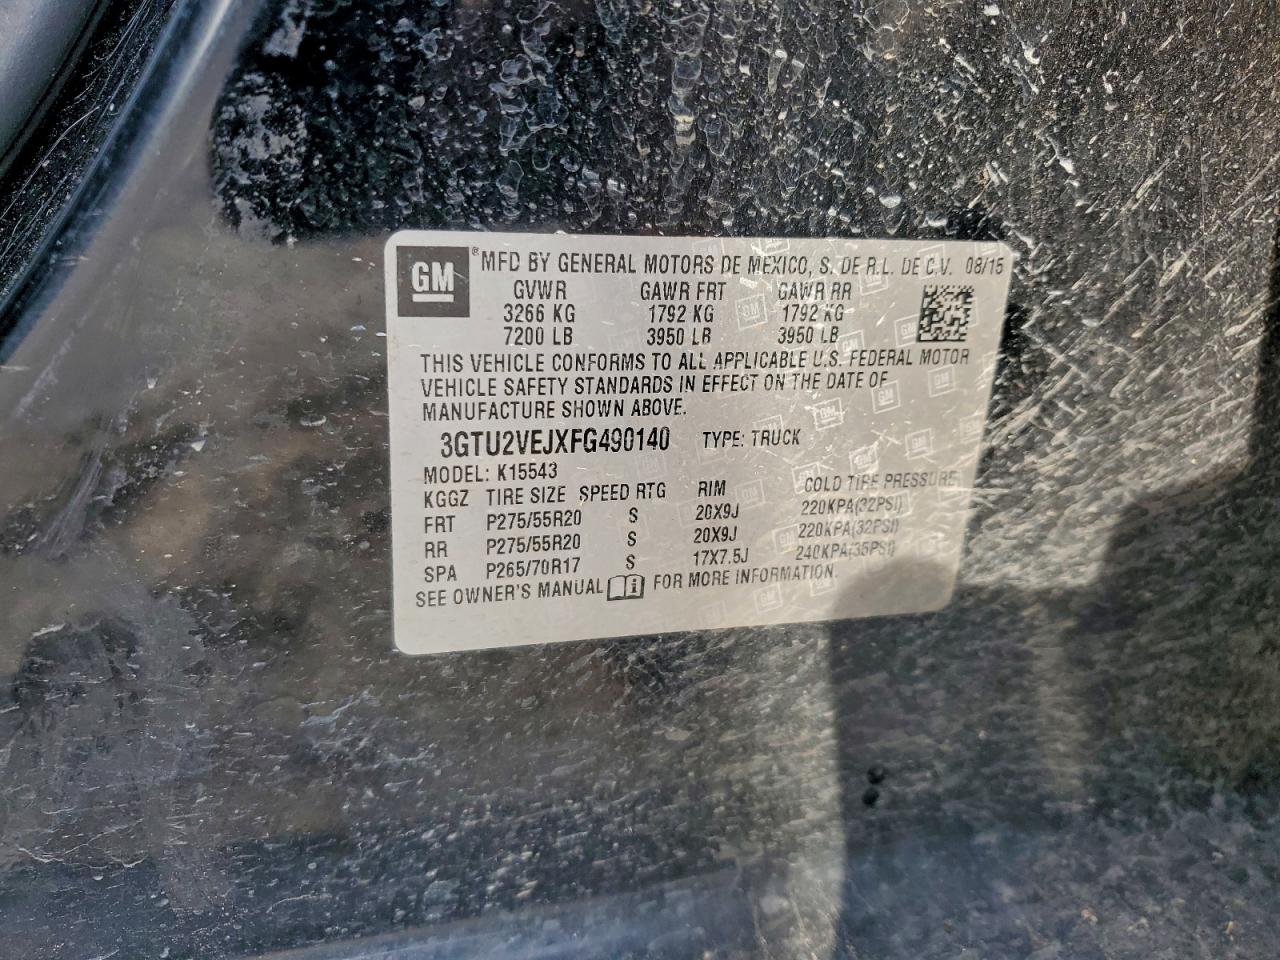 GM ® MFD BY GENERAL MOTORS DE MEXICO, S. DE R.L. DE C.V. 08/15
GVWR GAWR FRT GAWR RR
3266 KG 1792 KG 1792 KG
7200 LB 3950 LB 3950 LB
THIS VEHICLE CONFORMS TO ALL APPLICABLE U.S. FEDERAL MOTOR
VEHICLE SAFETY STANDARDS IN EFFECT ON THE DATE OF
MANUFACTURE SHOWN ABOVE.
3GTU2VEJXFG490140 TYPE: TRUCK
MODEL: K15543
KGGZ TIRE SIZE SPEED RTG RIM COLD TIRE PRESSURE
FRT P275/55R20 S 20X9J 220KPA(32PSI)
RR P275/55R20 S 20X9J 220KPA(32PSI)
SPA P265/70R17 S 17X7.5J 240KPA(35PSI)
SEE OWNER'S MANUAL i FOR MORE INFORMATION.